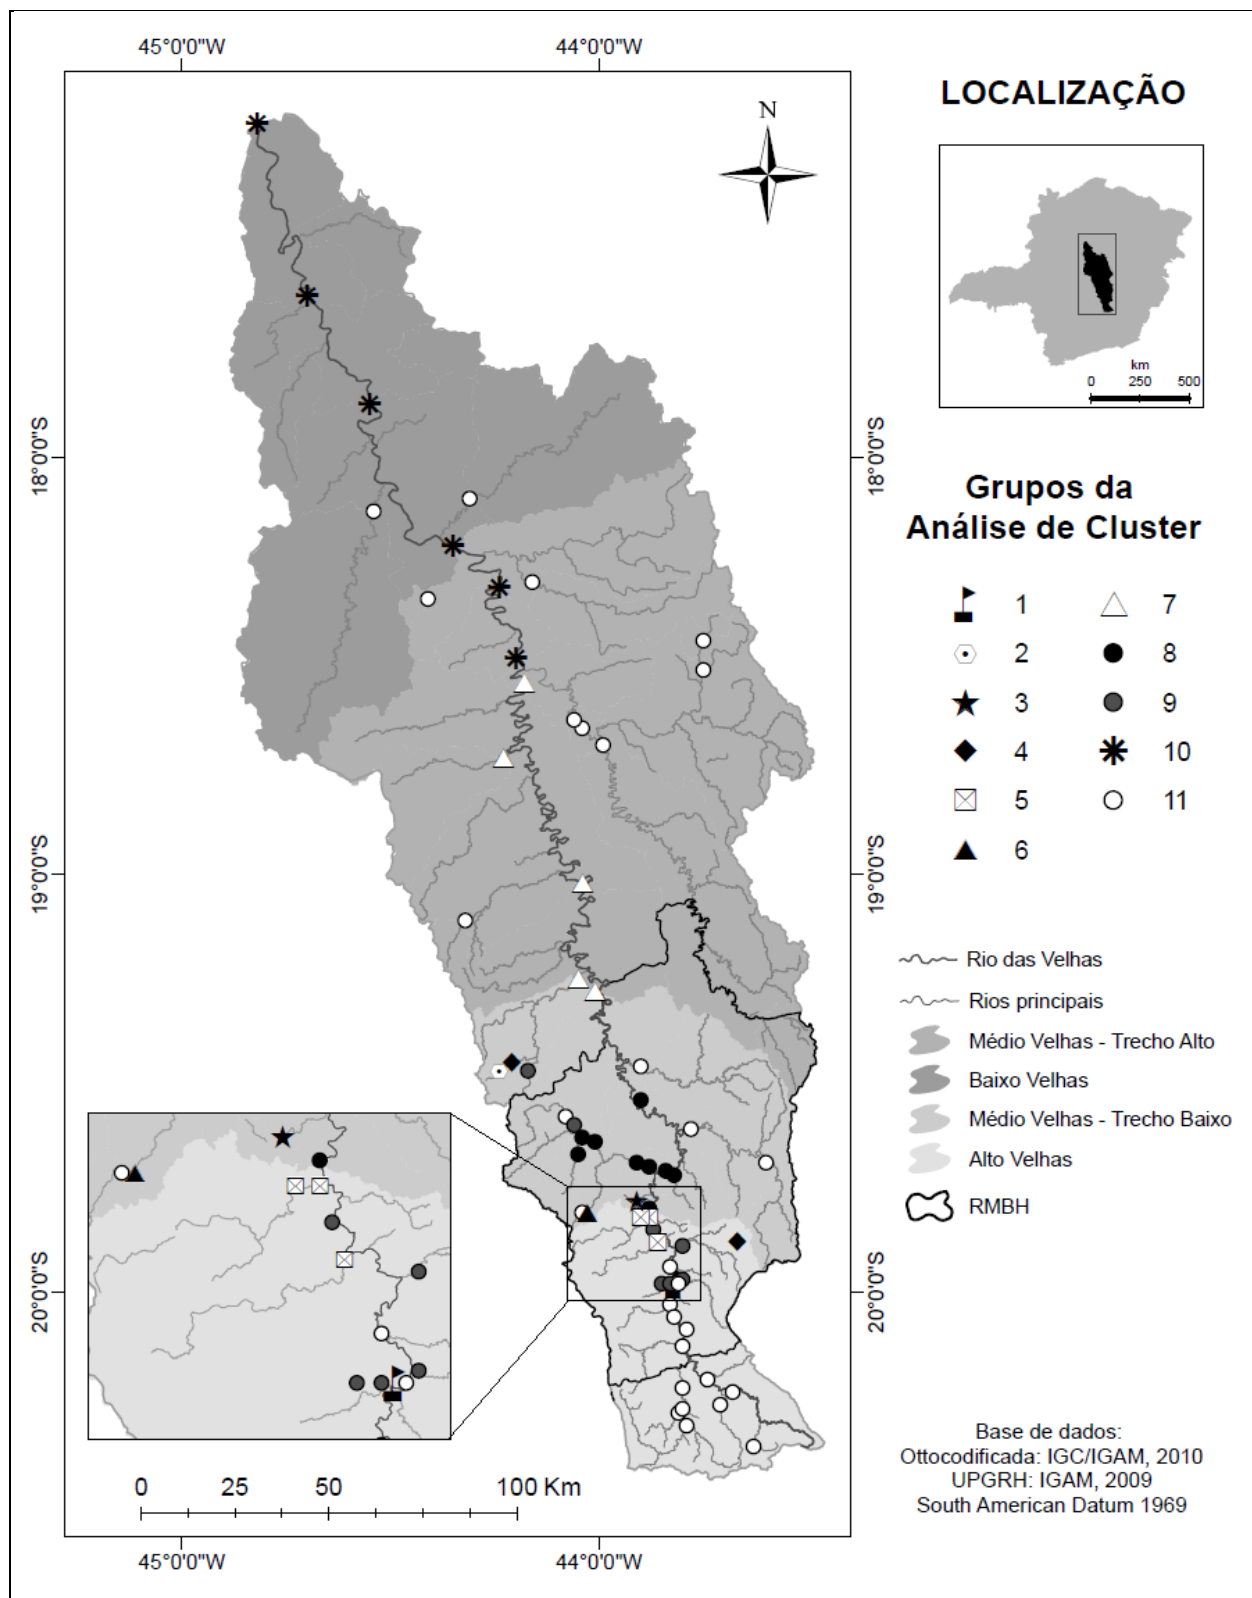 45°0'0"W
44°0'0"W
N
18°0'0"S
18°0'0"S
19°0'0"S
19°0'0"S
20°0'0"S
20°0'0"S
0 25 50 100 Km
45°0'0"W
44°0'0"W
LOCALIZAÇÃO
km
0 250 500
Grupos da
Análise de Cluster
1 7
2 8
3 9
4 10
5 11
6
Rio das Velhas
Rios principais
Médio Velhas - Trecho Alto
Baixo Velhas
Médio Velhas - Trecho Baixo
Alto Velhas
RMBH
Base de dados:
Ottocodificada: IGC/IGAM, 2010
UPGRH: IGAM, 2009
South American Datum 1969